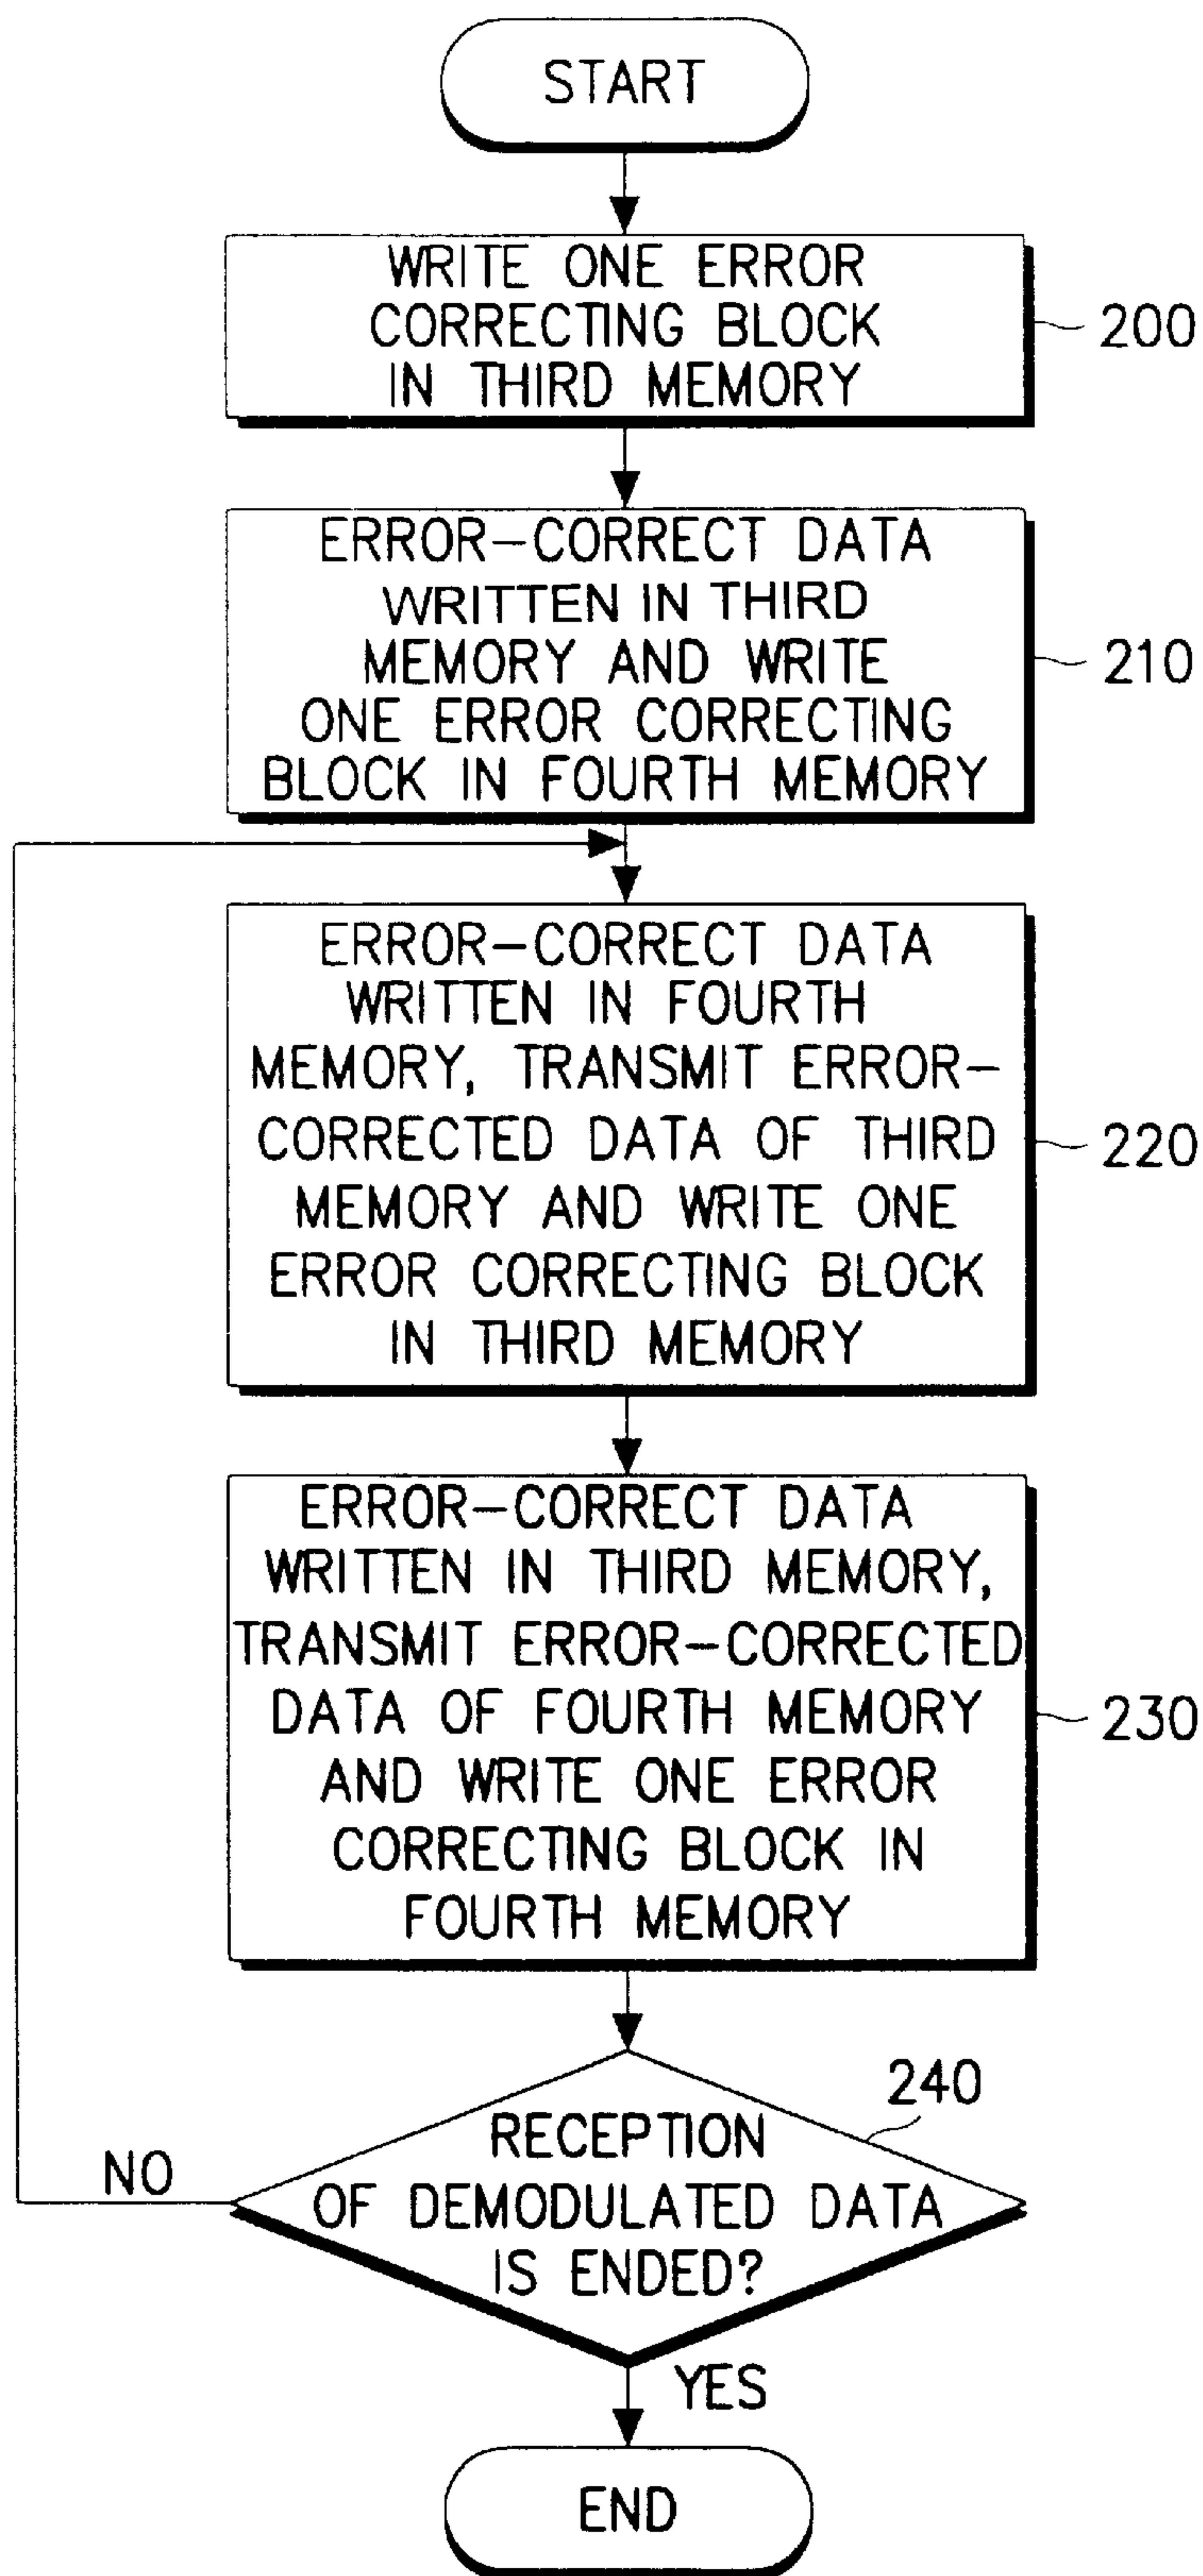 START
WRITE ONE ERROR
CORRECTING BLOCK
IN THIRD MEMORY
200
ERROR-CORRECT DATA
WRITTEN IN THIRD
MEMORY AND WRITE
ONE ERROR CORRECTING
BLOCK IN FOURTH MEMORY
210
ERROR-CORRECT DATA
WRITTEN IN FOURTH
MEMORY, TRANSMIT ERROR-
CORRECTED DATA OF THIRD
MEMORY AND WRITE ONE
ERROR CORRECTING BLOCK
IN THIRD MEMORY
220
ERROR-CORRECT DATA
WRITTEN IN THIRD MEMORY,
TRANSMIT ERROR-CORRECTED
DATA OF FOURTH MEMORY
AND WRITE ONE ERROR
CORRECTING BLOCK IN
FOURTH MEMORY
230
240
RECEPTION
OF DEMODULATED DATA
IS ENDED?
NO
YES
END